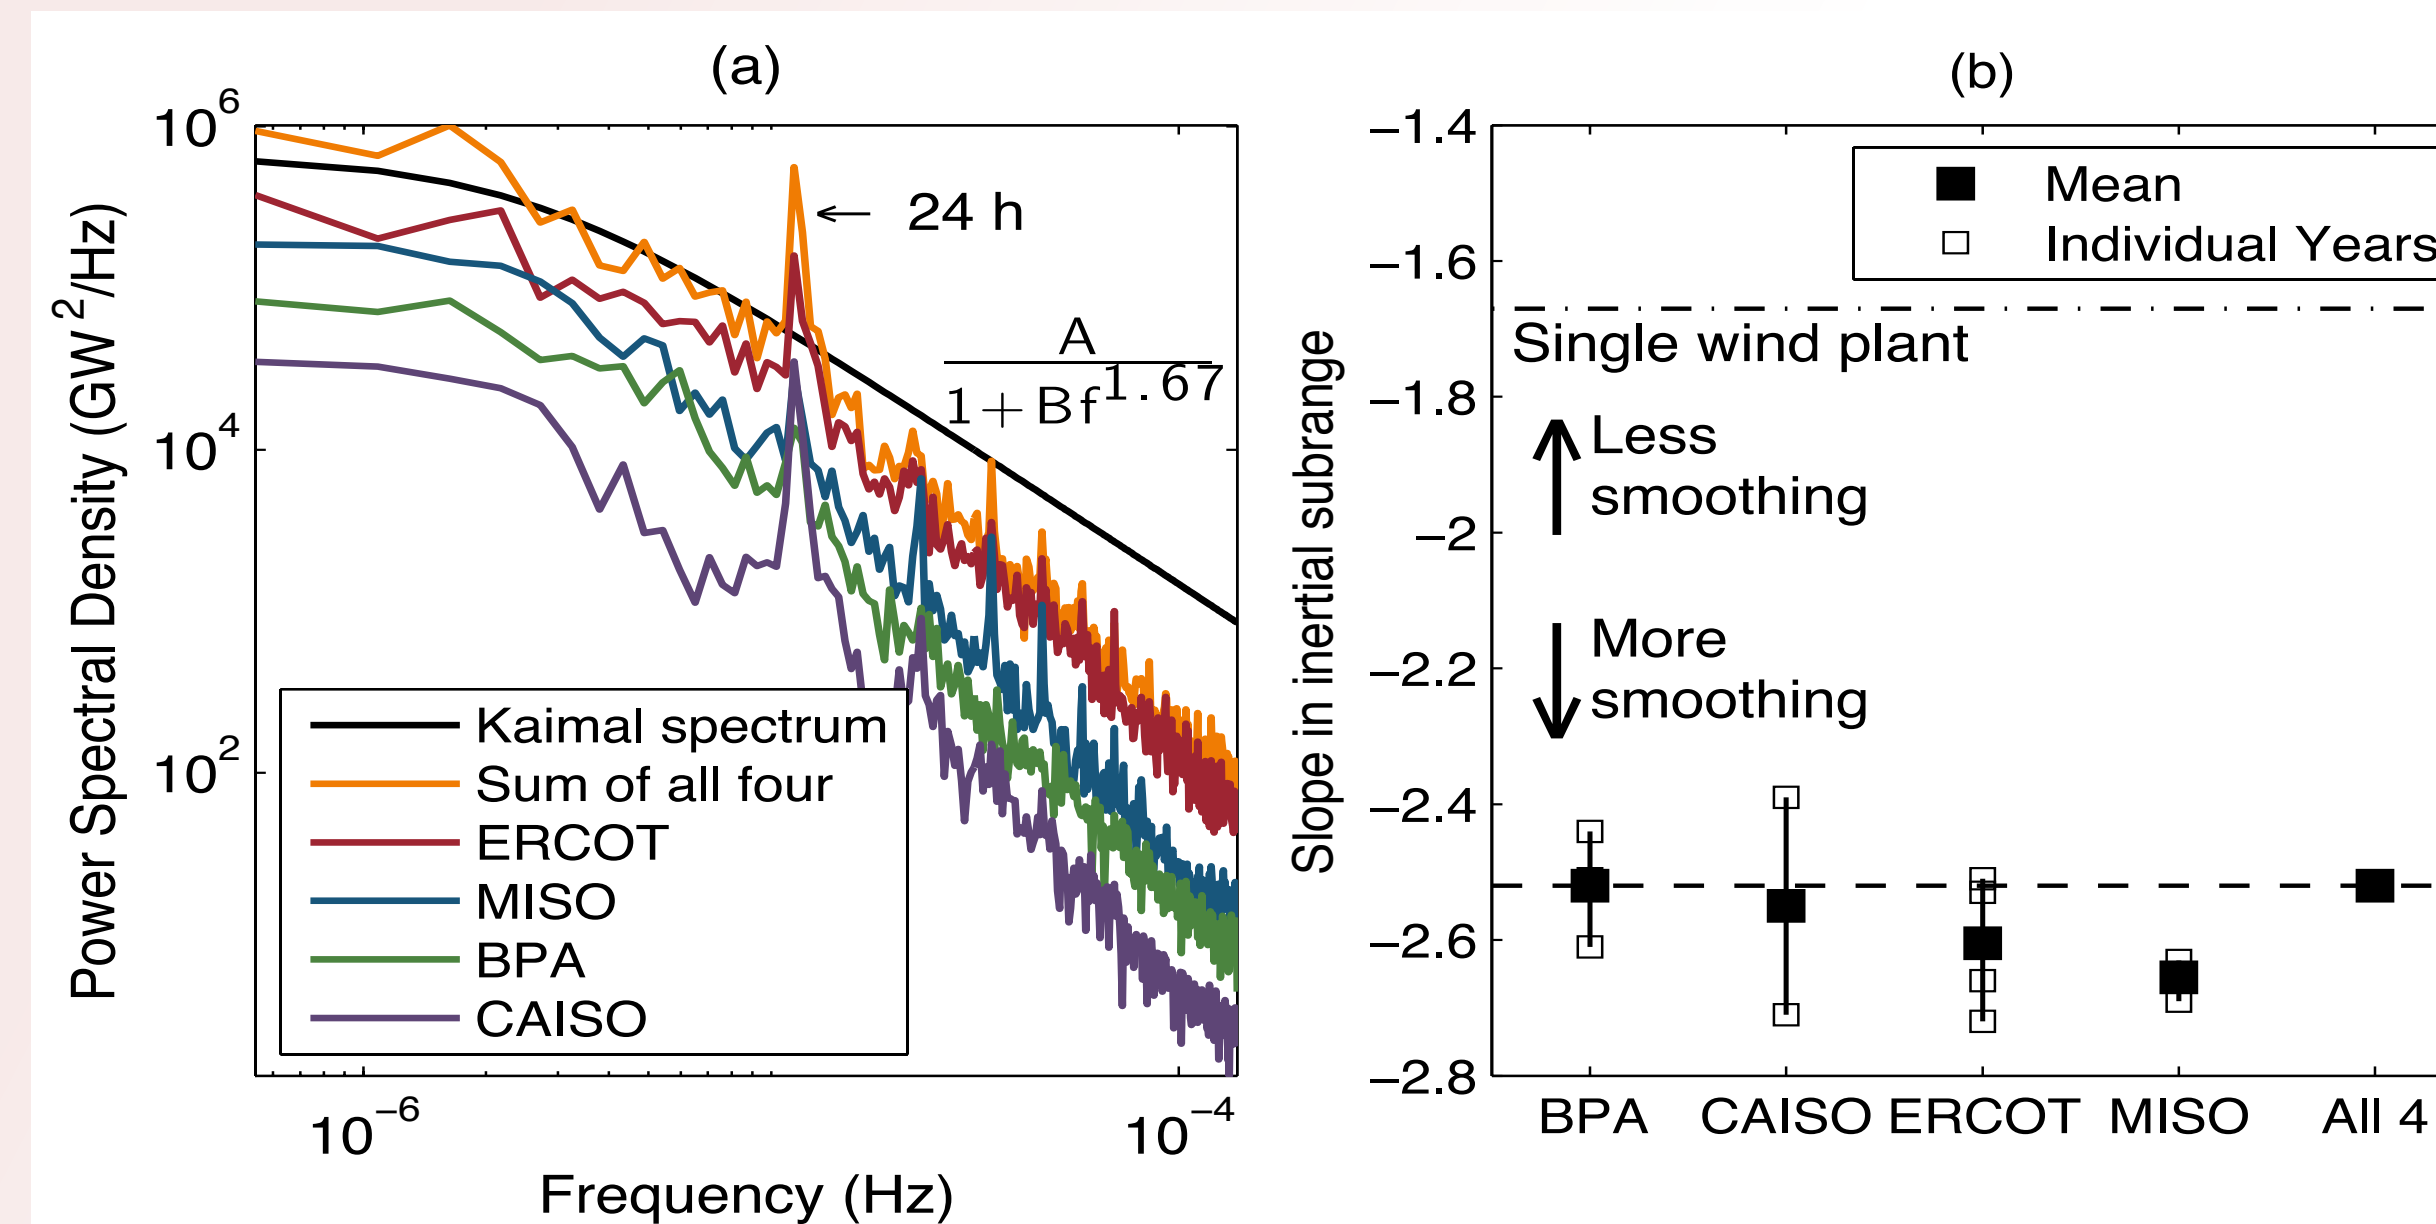 (a)
10^6
10^4
10^2
Power Spectral Density (GW^2/Hz)
24 h
A
1+Bf^1.67
Kaimal spectrum
Sum of all four
ERCOT
MISO
BPA
CAISO
10^−6
10^−4
Frequency (Hz)
(b)
−1.4
−1.6
−1.8
−2
−2.2
−2.4
−2.6
−2.8
Slope in inertial subrange
Mean
Individual Years
Single wind plant
Less
smoothing
More
smoothing
BPA CAISO ERCOT MISO All 4